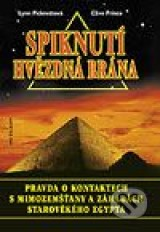 Lynn Picknettová Clive Prince
SPIKNUTÍ
HVĚZDNÁ BRÁNA
PRAVDA O KONTAKTECH
S MIMOZEMŠŤANY A ZÁHADÁCH
STAROVĚKÉHO EGYPTA